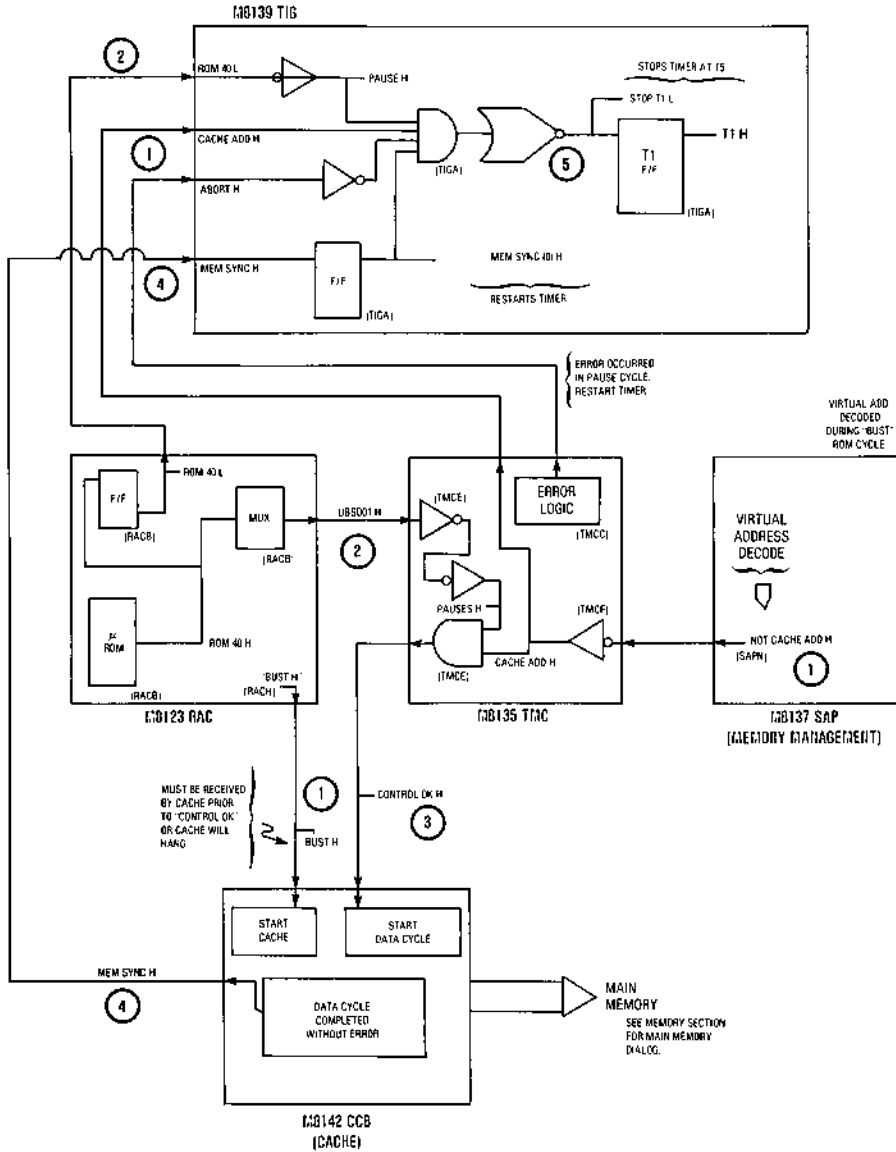 M8139 TIG
2
ROM 40 L
PAUSE H
STOPS TIMER AT T5
STOP T1 L
1
CACHE ADD H
T1 H
5
T1
F/F
(TIGA)
(TIGA)
ABORT H
4
MEM SYNC H
F/F
(TIGA)
MEM SYNC (0) H
RESTARTS TIMER
ERROR OCCURRED
IN PAUSE CYCLE.
RESTART TIMER
VIRTUAL ADD
DECODED
DURING "BUST"
ROM CYCLE
ROM 40 L
F/F
(RACB)
MUX
(RACB)
UBSD01 H
2
(TMCE)
ERROR
LOGIC
(TMCC)
VIRTUAL
ADDRESS
DECODE
PAUSES H
(TMCF)
µ
ROM
(RACB)
ROM 40 H
"BUST H"
(RACH)
(TMCE)
CACHE ADD H
NOT CACHE ADD H
(SAPN)
1
M8123 RAC
M8135 TMC
M8137 SAP
(MEMORY MANAGEMENT)
MUST BE RECEIVED
BY CACHE PRIOR
TO "CONTROL OK"
OR CACHE WILL
HANG
1
BUST H
CONTROL OK H
3
START
CACHE
START
DATA CYCLE
MEM SYNC H
4
DATA CYCLE
COMPLETED
WITHOUT ERROR
MAIN
MEMORY
SEE MEMORY SECTION
FOR MAIN MEMORY
DIALOG.
M8142 CCB
(CACHE)